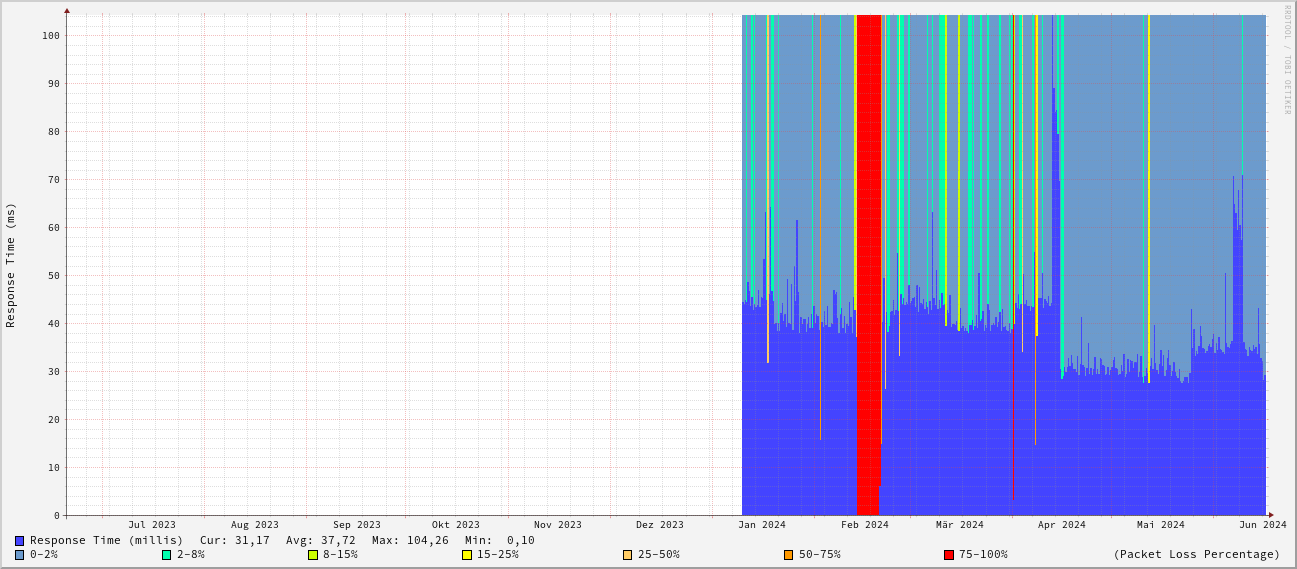 RRDTOOL / TOBI OETIKER
Response Time (ms)
100
90
80
70
60
50
40
30
20
10
0
Jul 2023 Aug 2023 Sep 2023 Okt 2023 Nov 2023 Dez 2023 Jan 2024 Feb 2024 Mär 2024 Apr 2024 Mai 2024 Jun 2024
Response Time (millis) Cur: 31,17 Avg: 37,72 Max: 104,26 Min: 0,10
0-2% 2-8% 8-15% 15-25% 25-50% 50-75% 75-100% (Packet Loss Percentage)